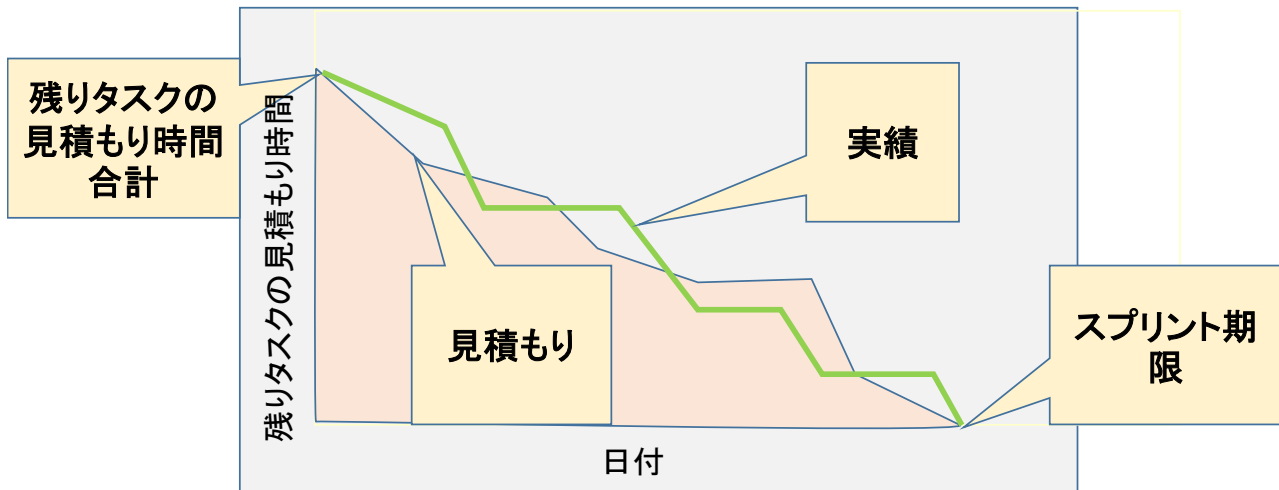 残りタスクの
見積もり時間
合計
残りタスクの見積もり時間
実績
見積もり
スプリント期
限
日付